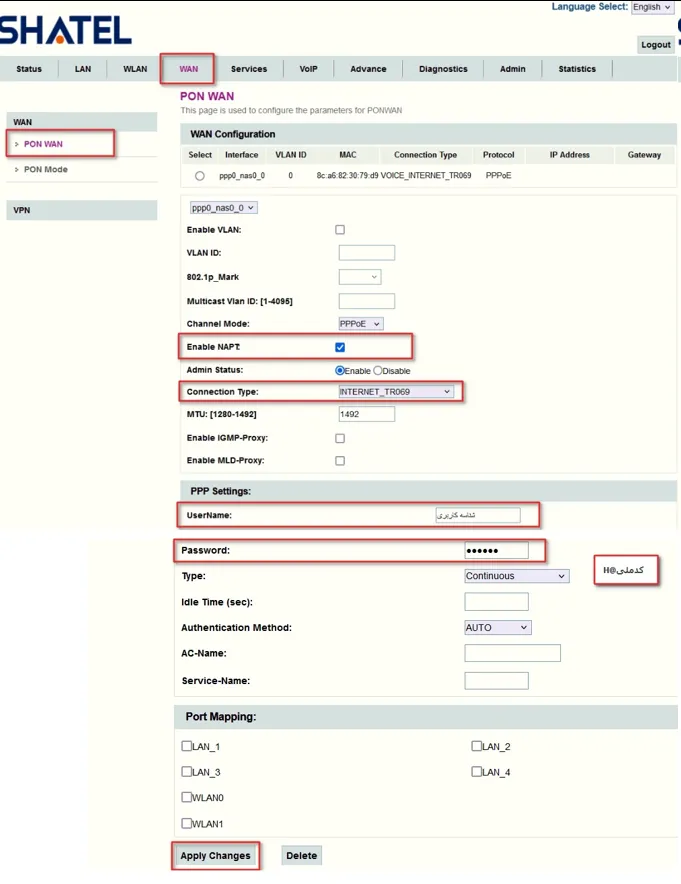 Language Select: English
SHATEL
Logout
Status LAN WLAN WAN Services VoIP Advance Diagnostics Admin Statistics
WAN
PON WAN
PON Mode
VPN
PON WAN
This page is used to configure the parameters for PONWAN
WAN Configuration
Select Interface VLAN ID MAC Connection Type Protocol IP Address Gateway
ppp0_nas0_0 0 8c:a6:82:30:79:d9 VOICE_INTERNET_TR069 PPPoE
ppp0_nas0_0
Enable VLAN:
VLAN ID:
802.1p_Mark
Multicast Vlan ID: [1-4095]
Channel Mode: PPPoE
Enable NAPT:
Admin Status: Enable Disable
Connection Type: INTERNET_TR069
MTU: [1280-1492] 1492
Enable IGMP-Proxy:
Enable MLD-Proxy:
PPP Settings:
UserName: شناسه کاربری
Password: ••••••
H@کدملی
Type: Continuous
Idle Time (sec):
Authentication Method: AUTO
AC-Name:
Service-Name:
Port Mapping:
LAN_1 LAN_2
LAN_3 LAN_4
WLAN0
WLAN1
Apply Changes Delete